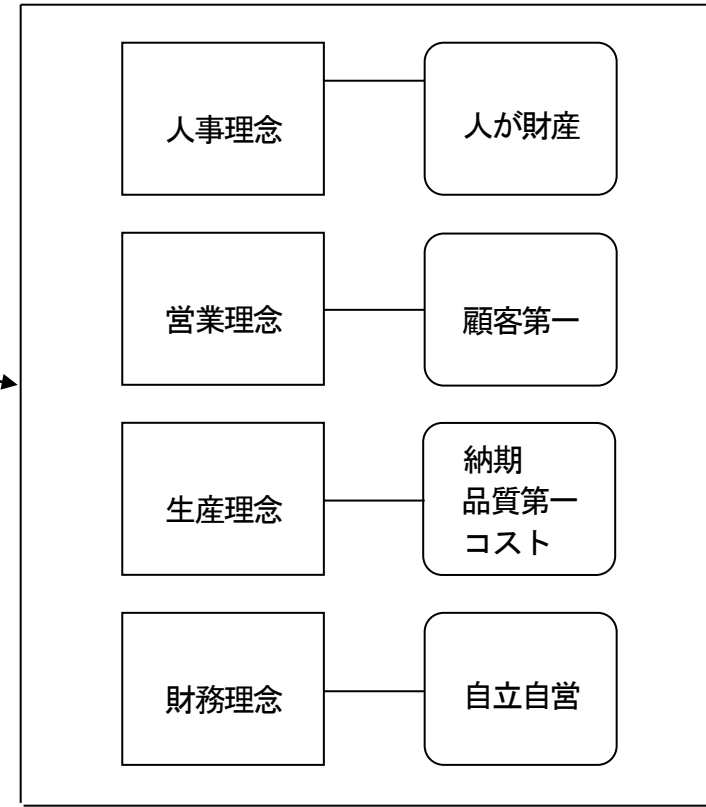 人事理念
人が財産
営業理念
顧客第一
生産理念
納期
品質第一
コスト
財務理念
自立自営